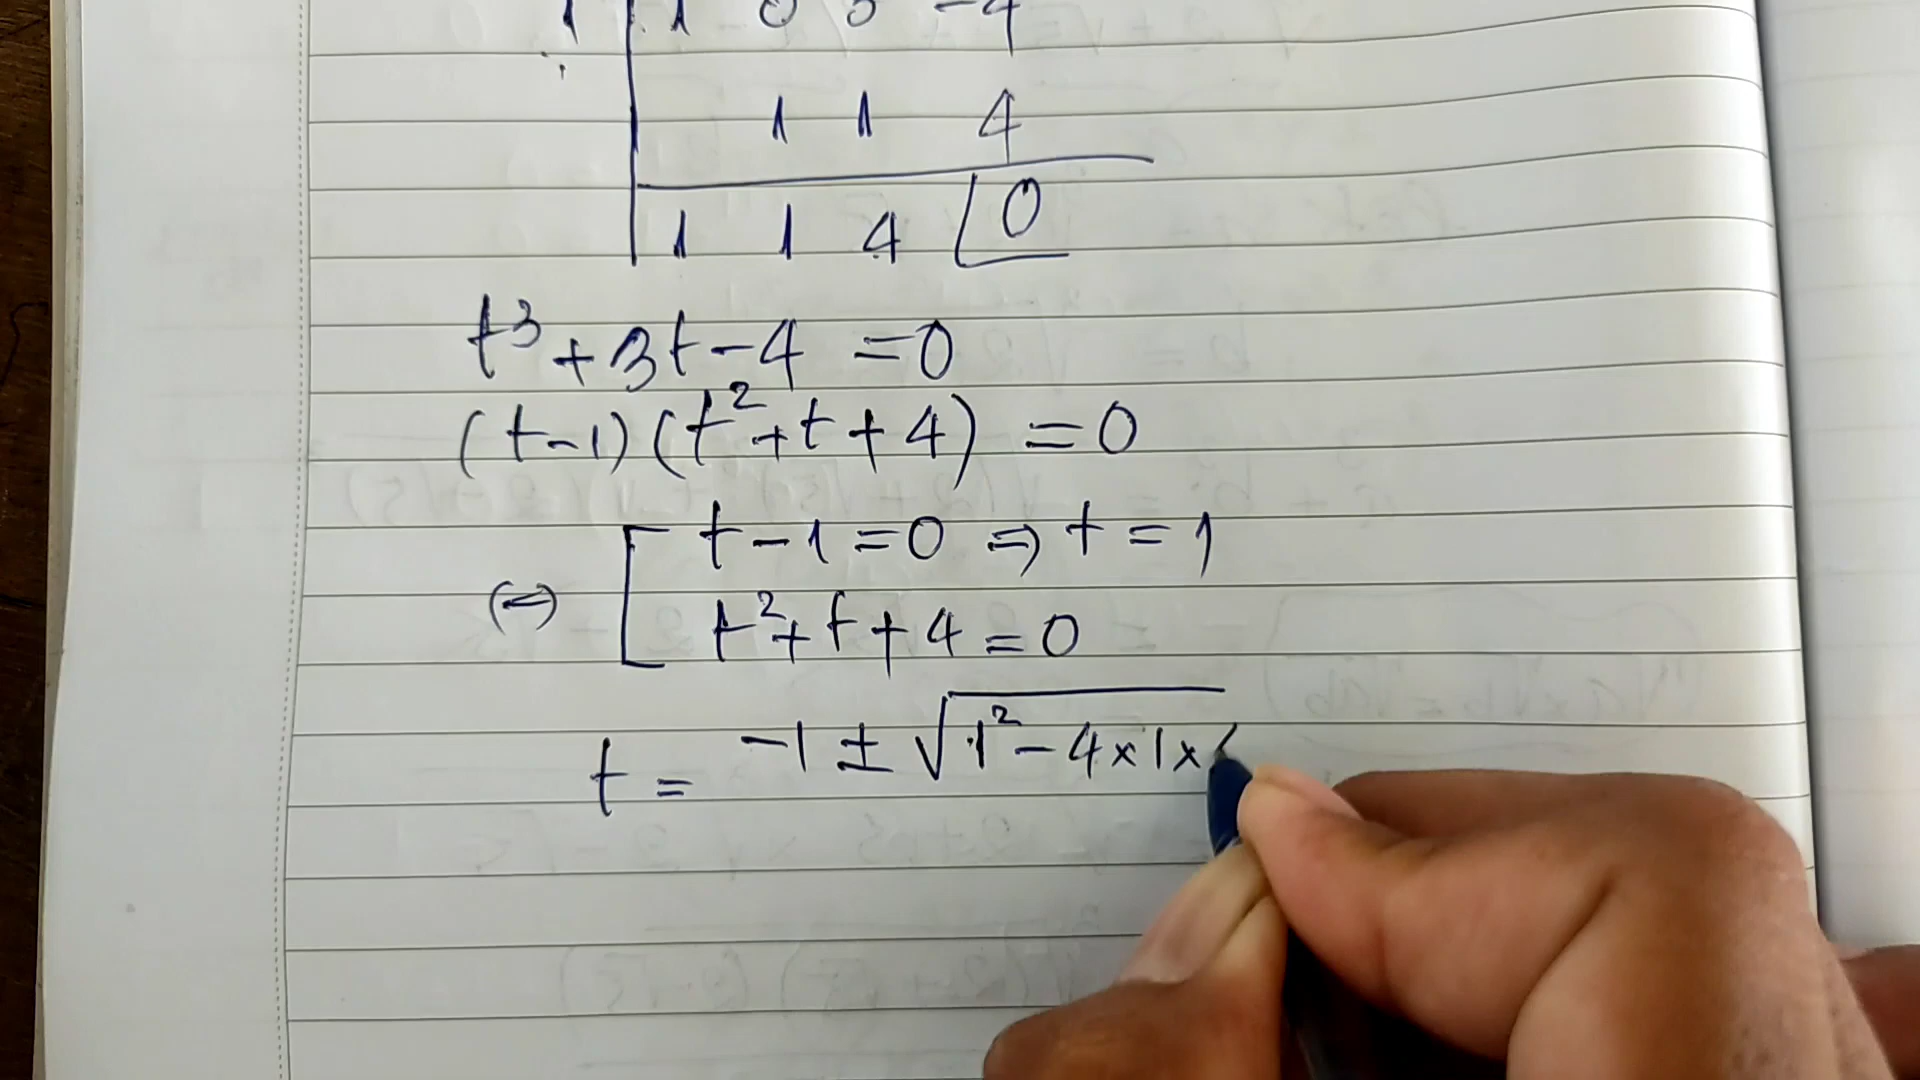 1 1 0 3 -4
1 1 4
1 1 4 0
t³ + 3t - 4 = 0
(t - 1)(t² + t + 4) = 0
⇔ [ t - 1 = 0 ⇒ t = 1
t² + t + 4 = 0
t = -1 ± √1² - 4×1×